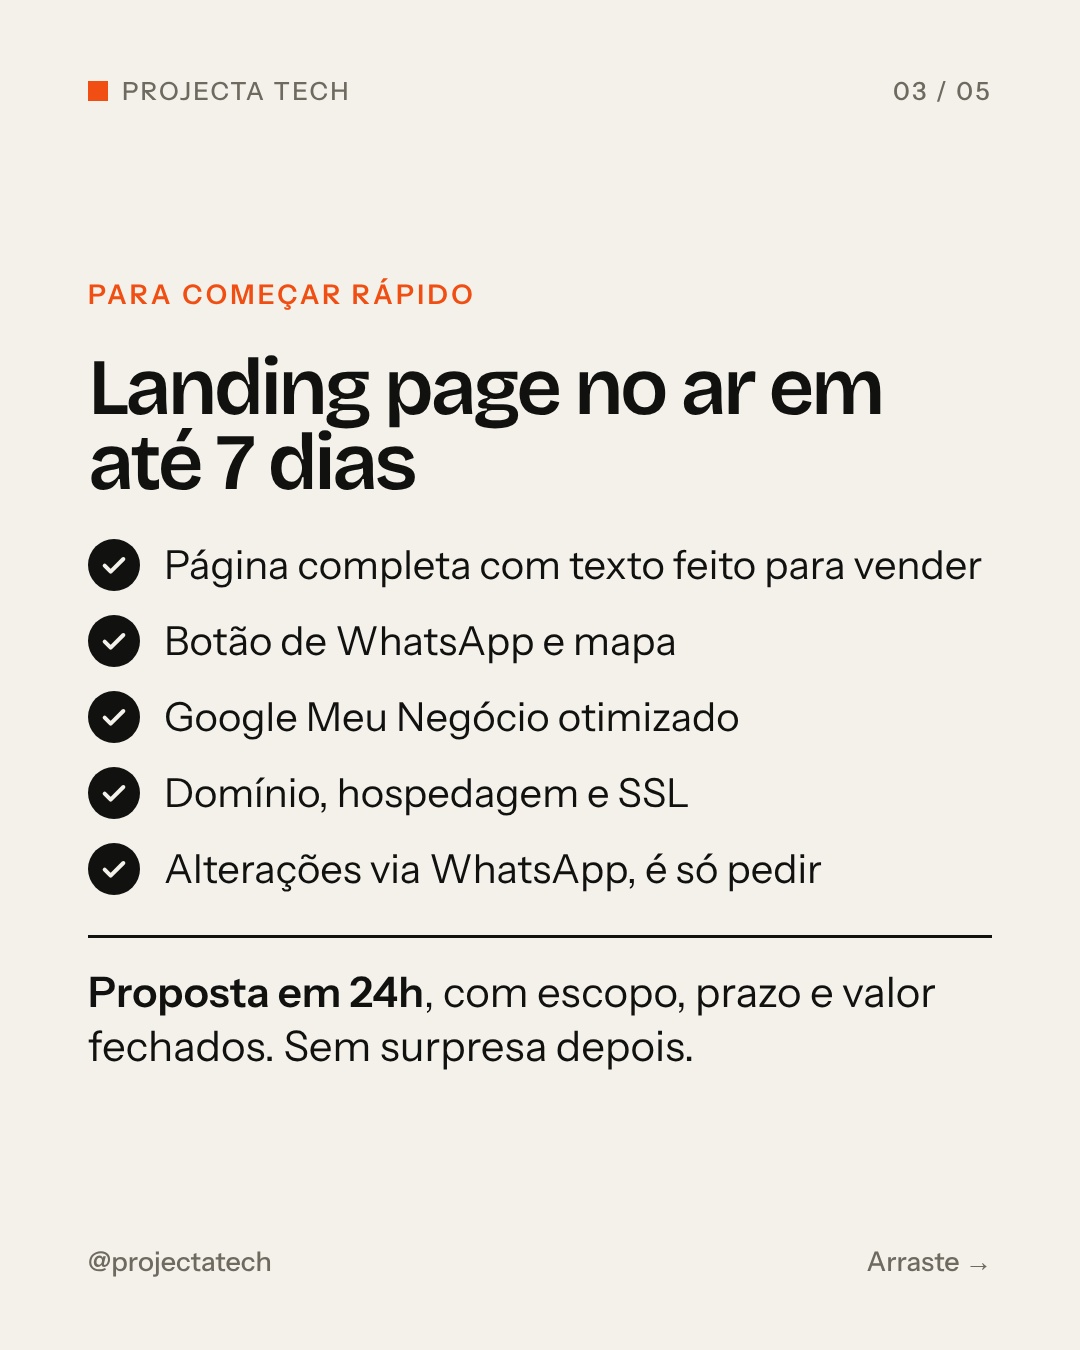 PROJECTA TECH
03 / 05
PARA COMEÇAR RÁPIDO
Landing page no ar em
até 7 dias
Página completa com texto feito para vender
Botão de WhatsApp e mapa
Google Meu Negócio otimizado
Domínio, hospedagem e SSL
Alterações via WhatsApp, é só pedir
Proposta em 24h, com escopo, prazo e valor
fechados. Sem surpresa depois.
@projectatech
Arraste →